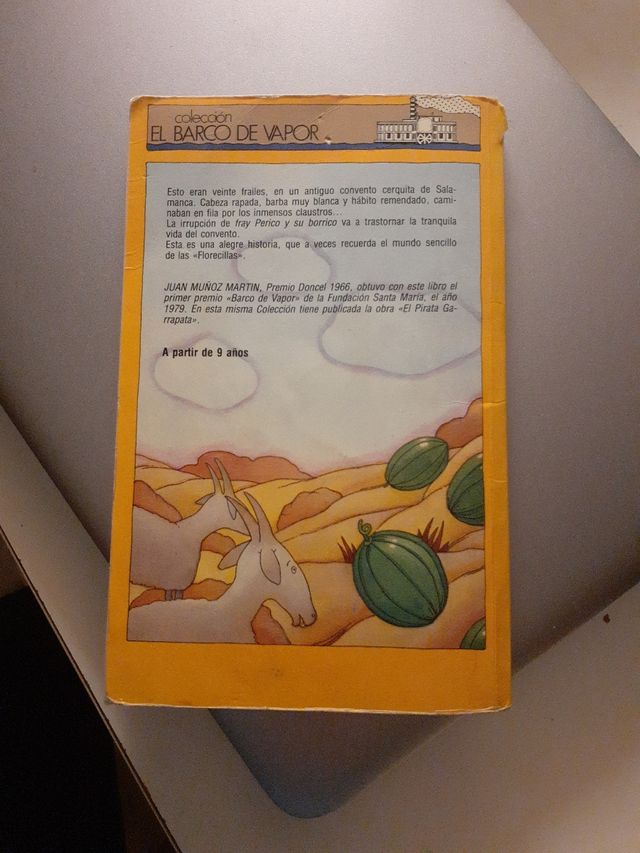 colección
EL BARCO DE VAPOR
Esto eran veinte frailes, en un antiguo convento cerquita de Sala-
manca. Cabeza rapada, barba muy blanca y hábito remendado, cami-
naban en fila por los inmensos claustros...
La irrupción de fray Perico y su borrico va a trastornar la tranquila
vida del convento.
Esta es una alegre historia, que a veces recuerda el mundo sencillo
de las «Florecillas».
JUAN MUÑOZ MARTIN, Premio Doncel 1966, obtuvo con este libro el
primer premio «Barco de Vapor» de la Fundación Santa María, el año
1979. En esta misma Colección tiene publicada la obra «El Pirata Ga-
rrapata».
A partir de 9 años